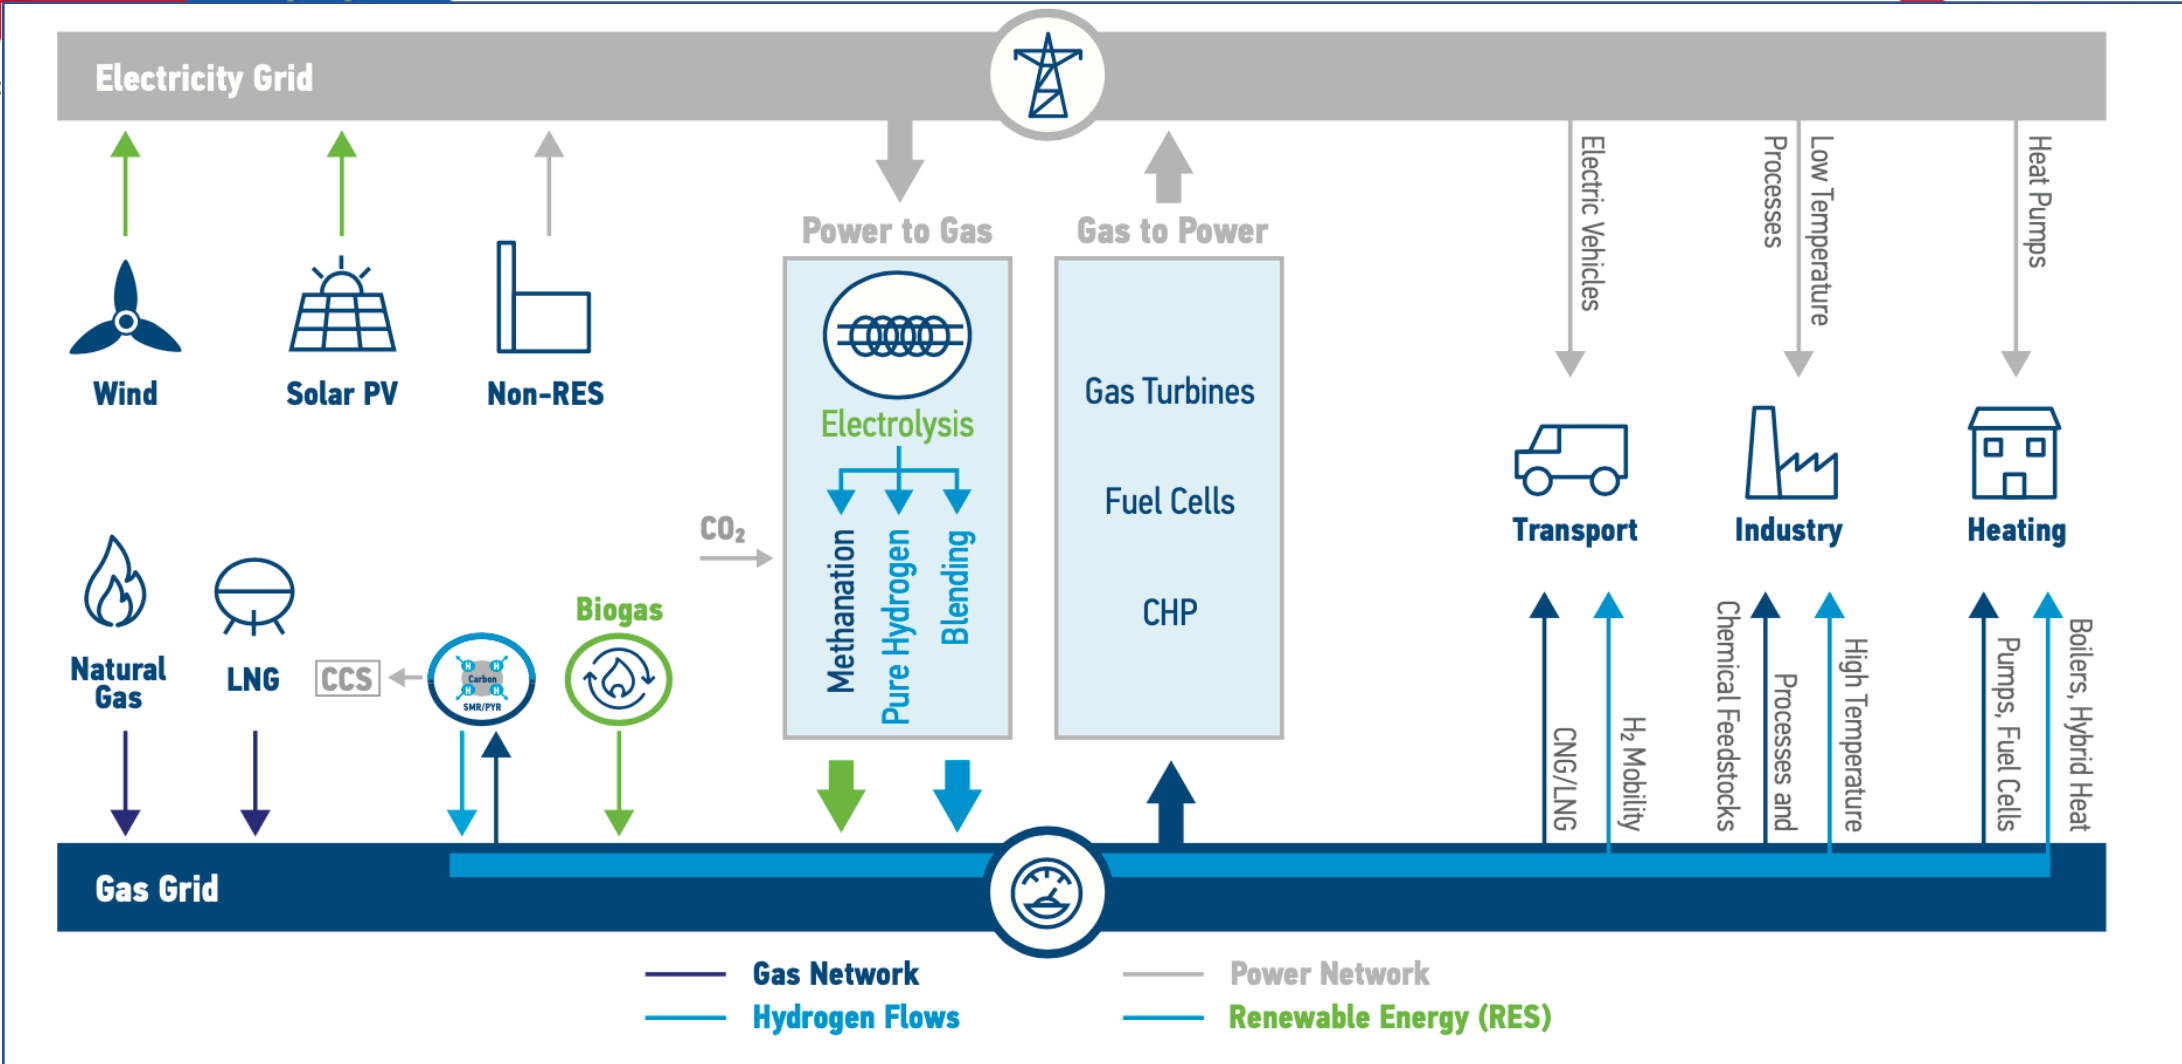 Electricity Grid
Power to Gas
Gas to Power
Electric Vehicles
Low Temperature
Processes
Heat Pumps
Wind
Solar PV
Non-RES
Electrolysis
Methanation
Pure Hydrogen
Blending
Gas Turbines
Fuel Cells
CHP
CO₂
Transport
Industry
Heating
Natural
Gas
LNG
CCS
H
H
Carbon
H
H
SMR/PYR
Biogas
CNG/LNG
H₂ Mobility
Chemical Feedstocks
Processes and
High Temperature
Pumps, Fuel Cells
Boilers, Hybrid Heat
Gas Grid
Gas Network
Power Network
Hydrogen Flows
Renewable Energy (RES)